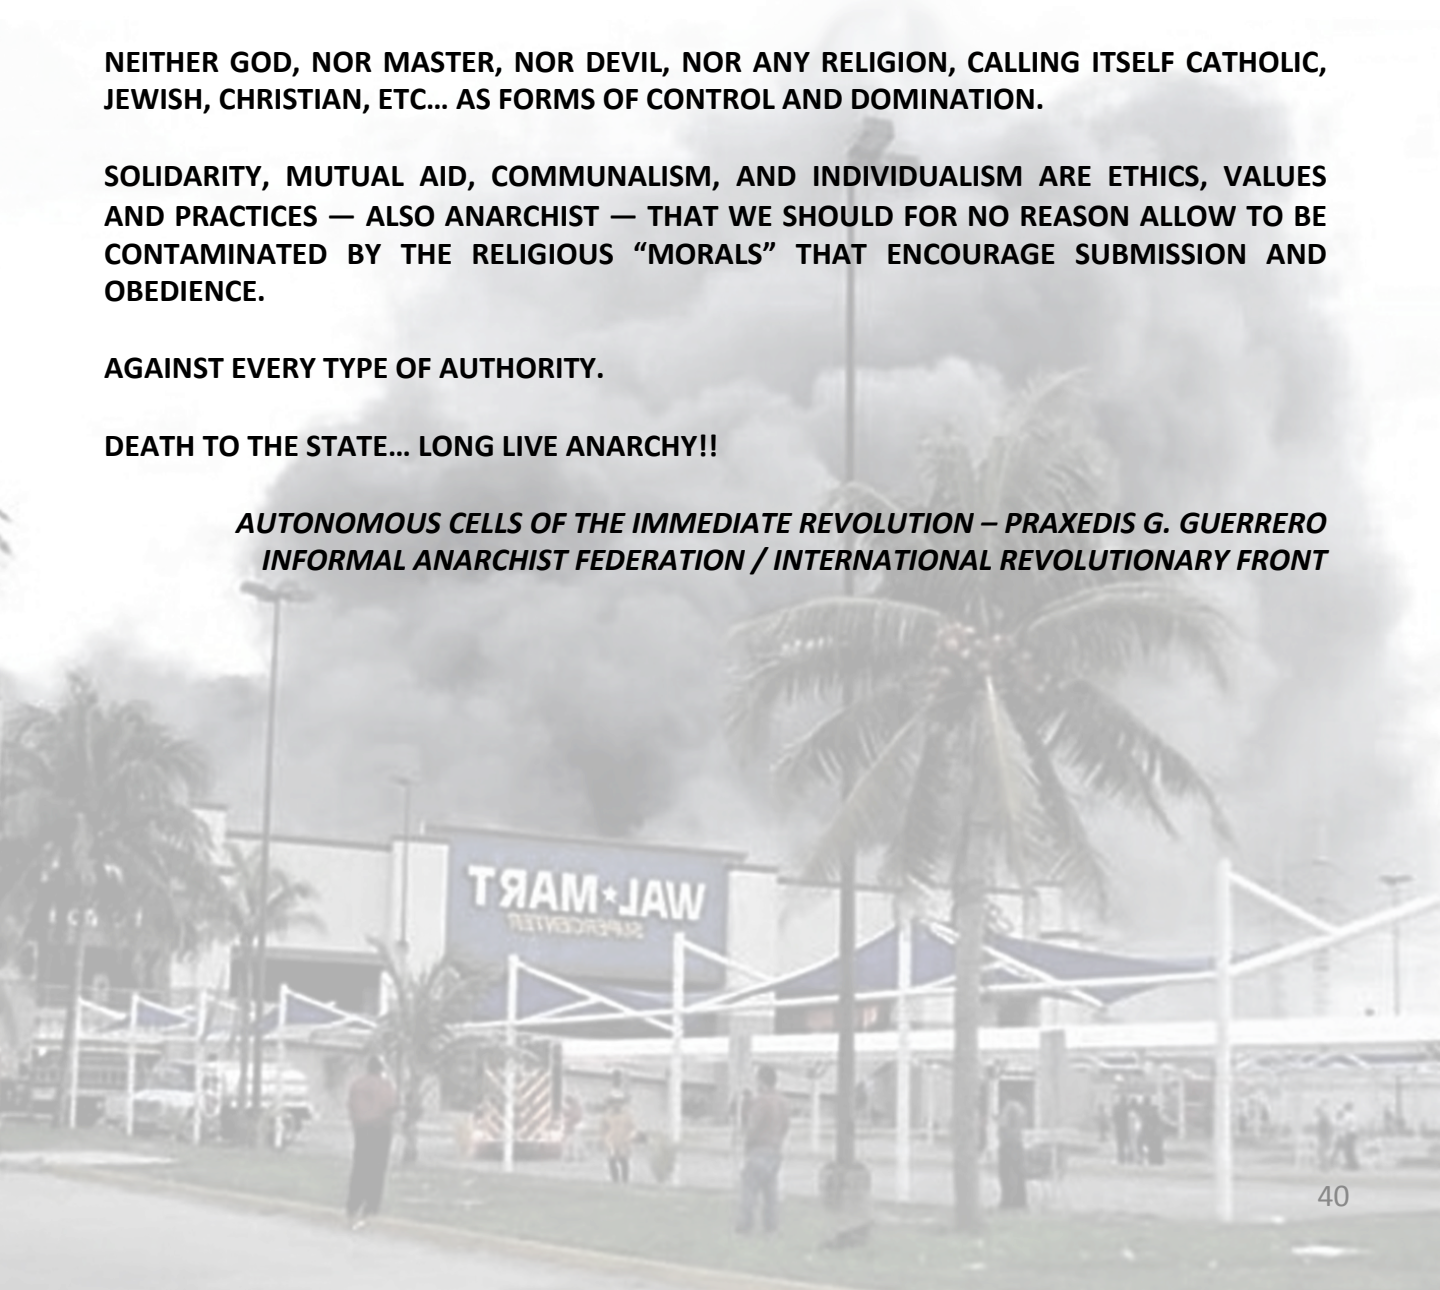 NEITHER GOD, NOR MASTER, NOR DEVIL, NOR ANY RELIGION, CALLING ITSELF CATHOLIC,
JEWISH, CHRISTIAN, ETC… AS FORMS OF CONTROL AND DOMINATION.
SOLIDARITY, MUTUAL AID, COMMUNALISM, AND INDIVIDUALISM ARE ETHICS, VALUES
AND PRACTICES — ALSO ANARCHIST — THAT WE SHOULD FOR NO REASON ALLOW TO BE
CONTAMINATED BY THE RELIGIOUS “MORALS” THAT ENCOURAGE SUBMISSION AND
OBEDIENCE.
AGAINST EVERY TYPE OF AUTHORITY.
DEATH TO THE STATE… LONG LIVE ANARCHY!!
AUTONOMOUS CELLS OF THE IMMEDIATE REVOLUTION – PRAXEDIS G. GUERRERO
INFORMAL ANARCHIST FEDERATION / INTERNATIONAL REVOLUTIONARY FRONT
WAL★MART
SUPERCENTER
40